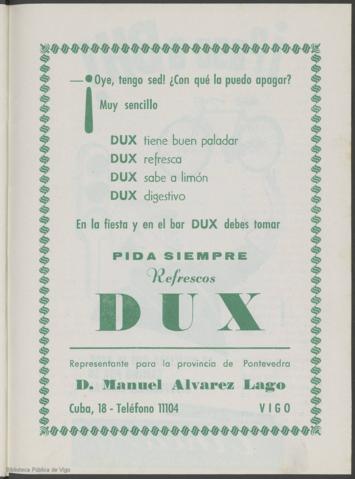 —¡Oye, tengo sed! ¿Con qué la puedo apagar?
Muy sencillo
DUX tiene buen paladar
DUX refresca
DUX sabe a limón
DUX digestivo
En la fiesta y en el bar DUX debes tomar
PIDA SIEMPRE
Refrescos
DUX
Representante para la provincia de Pontevedra
D. Manuel Alvarez Lago
Cuba, 18 - Teléfono 11104 VIGO
Biblioteca Pública de Vigo